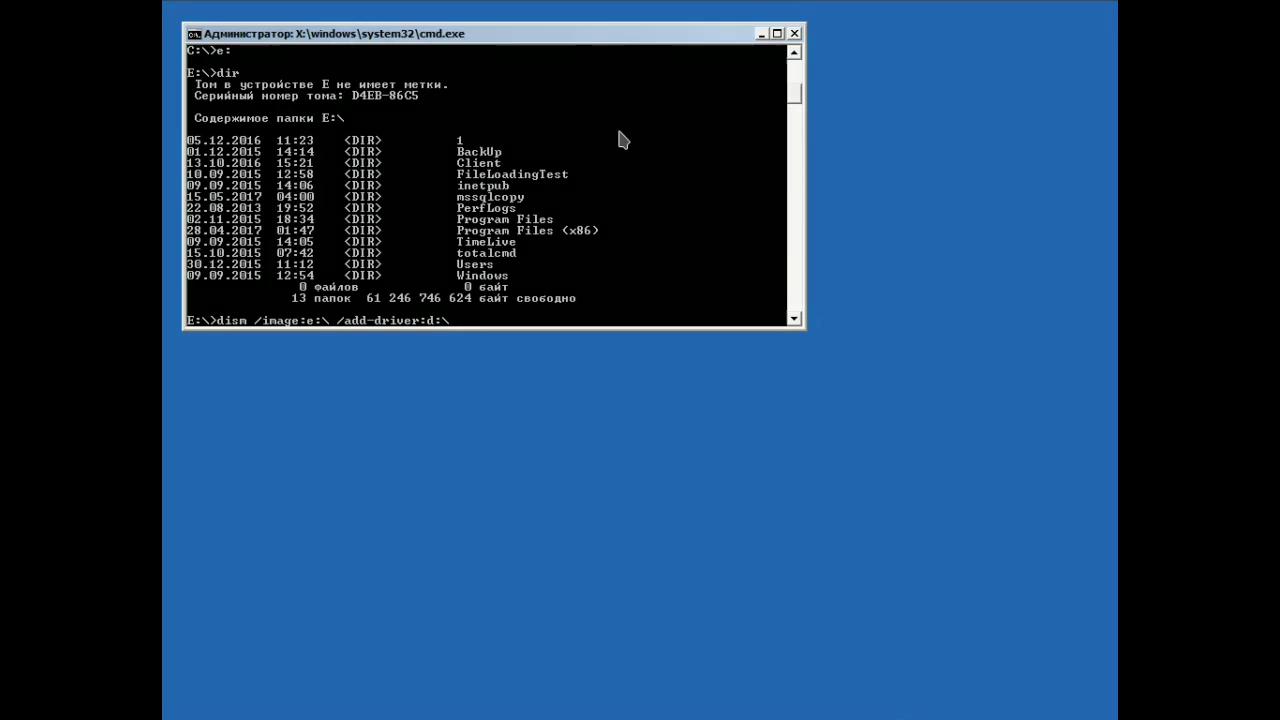 Администратор: X:\windows\system32\cmd.exe
C:\>e:
E:\>dir
Том в устройстве E не имеет метки.
Серийный номер тома: D4EB-86C5
Содержимое папки E:\
05.12.2016 11:23 <DIR> 1
01.12.2015 14:14 <DIR> BackUp
13.10.2016 15:21 <DIR> Client
10.09.2015 12:58 <DIR> FileLoadingTest
09.09.2015 14:06 <DIR> inetpub
15.05.2017 04:00 <DIR> mssqlcopy
22.08.2013 19:52 <DIR> PerfLogs
02.11.2015 18:34 <DIR> Program Files
28.04.2017 01:47 <DIR> Program Files (x86)
09.09.2015 14:05 <DIR> TimeLive
15.10.2015 07:42 <DIR> totalcmd
30.12.2015 11:12 <DIR> Users
09.09.2015 12:54 <DIR> Windows
0 файлов 0 байт
13 папок 61 246 746 624 байт свободно
E:\>dism /image:e:\ /add-driver:d:\